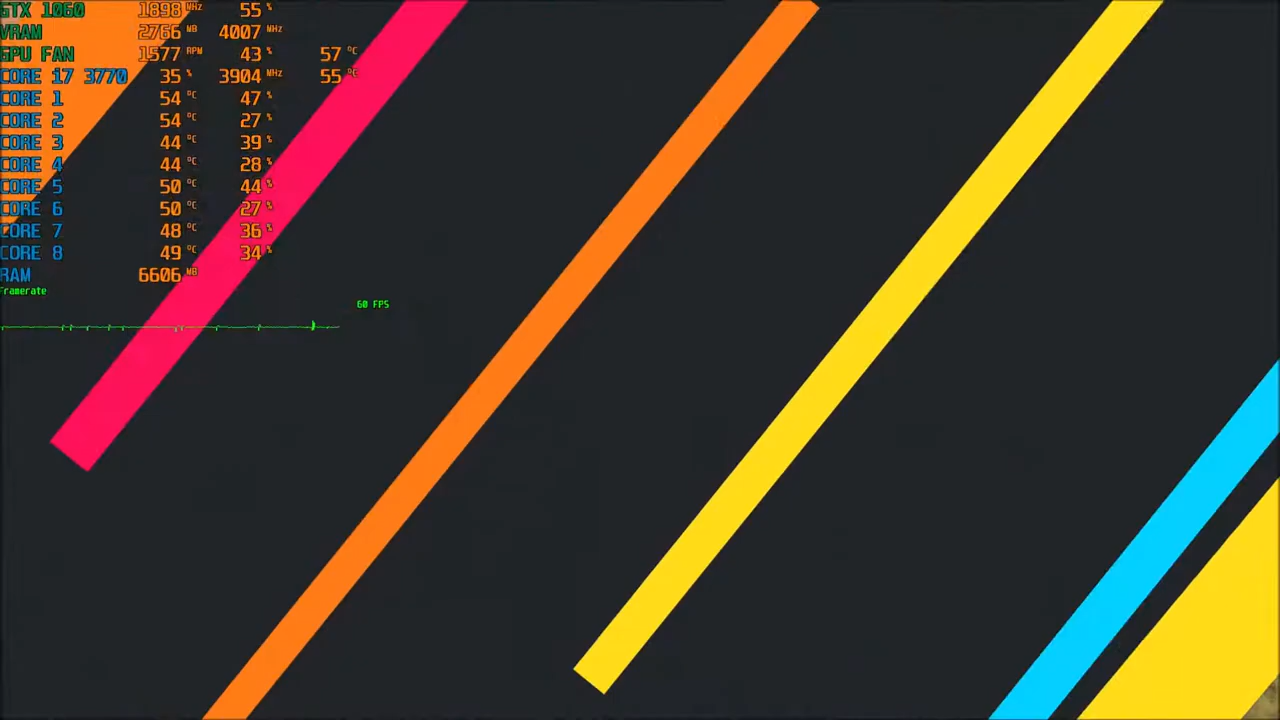 GTX 1060 1898 MHz 55 %
VRAM 2766 MB 4007 MHz
GPU FAN 1577 RPM 43 % 57 °C
CORE i7 3770 35 % 3904 MHz 55 °C
CORE 1 54 °C 47 %
CORE 2 54 °C 27 %
CORE 3 44 °C 39 %
CORE 4 44 °C 28 %
CORE 5 50 °C 44 %
CORE 6 50 °C 27 %
CORE 7 48 °C 36 %
CORE 8 49 °C 34 %
RAM 6606 MB
Framerate
60 FPS